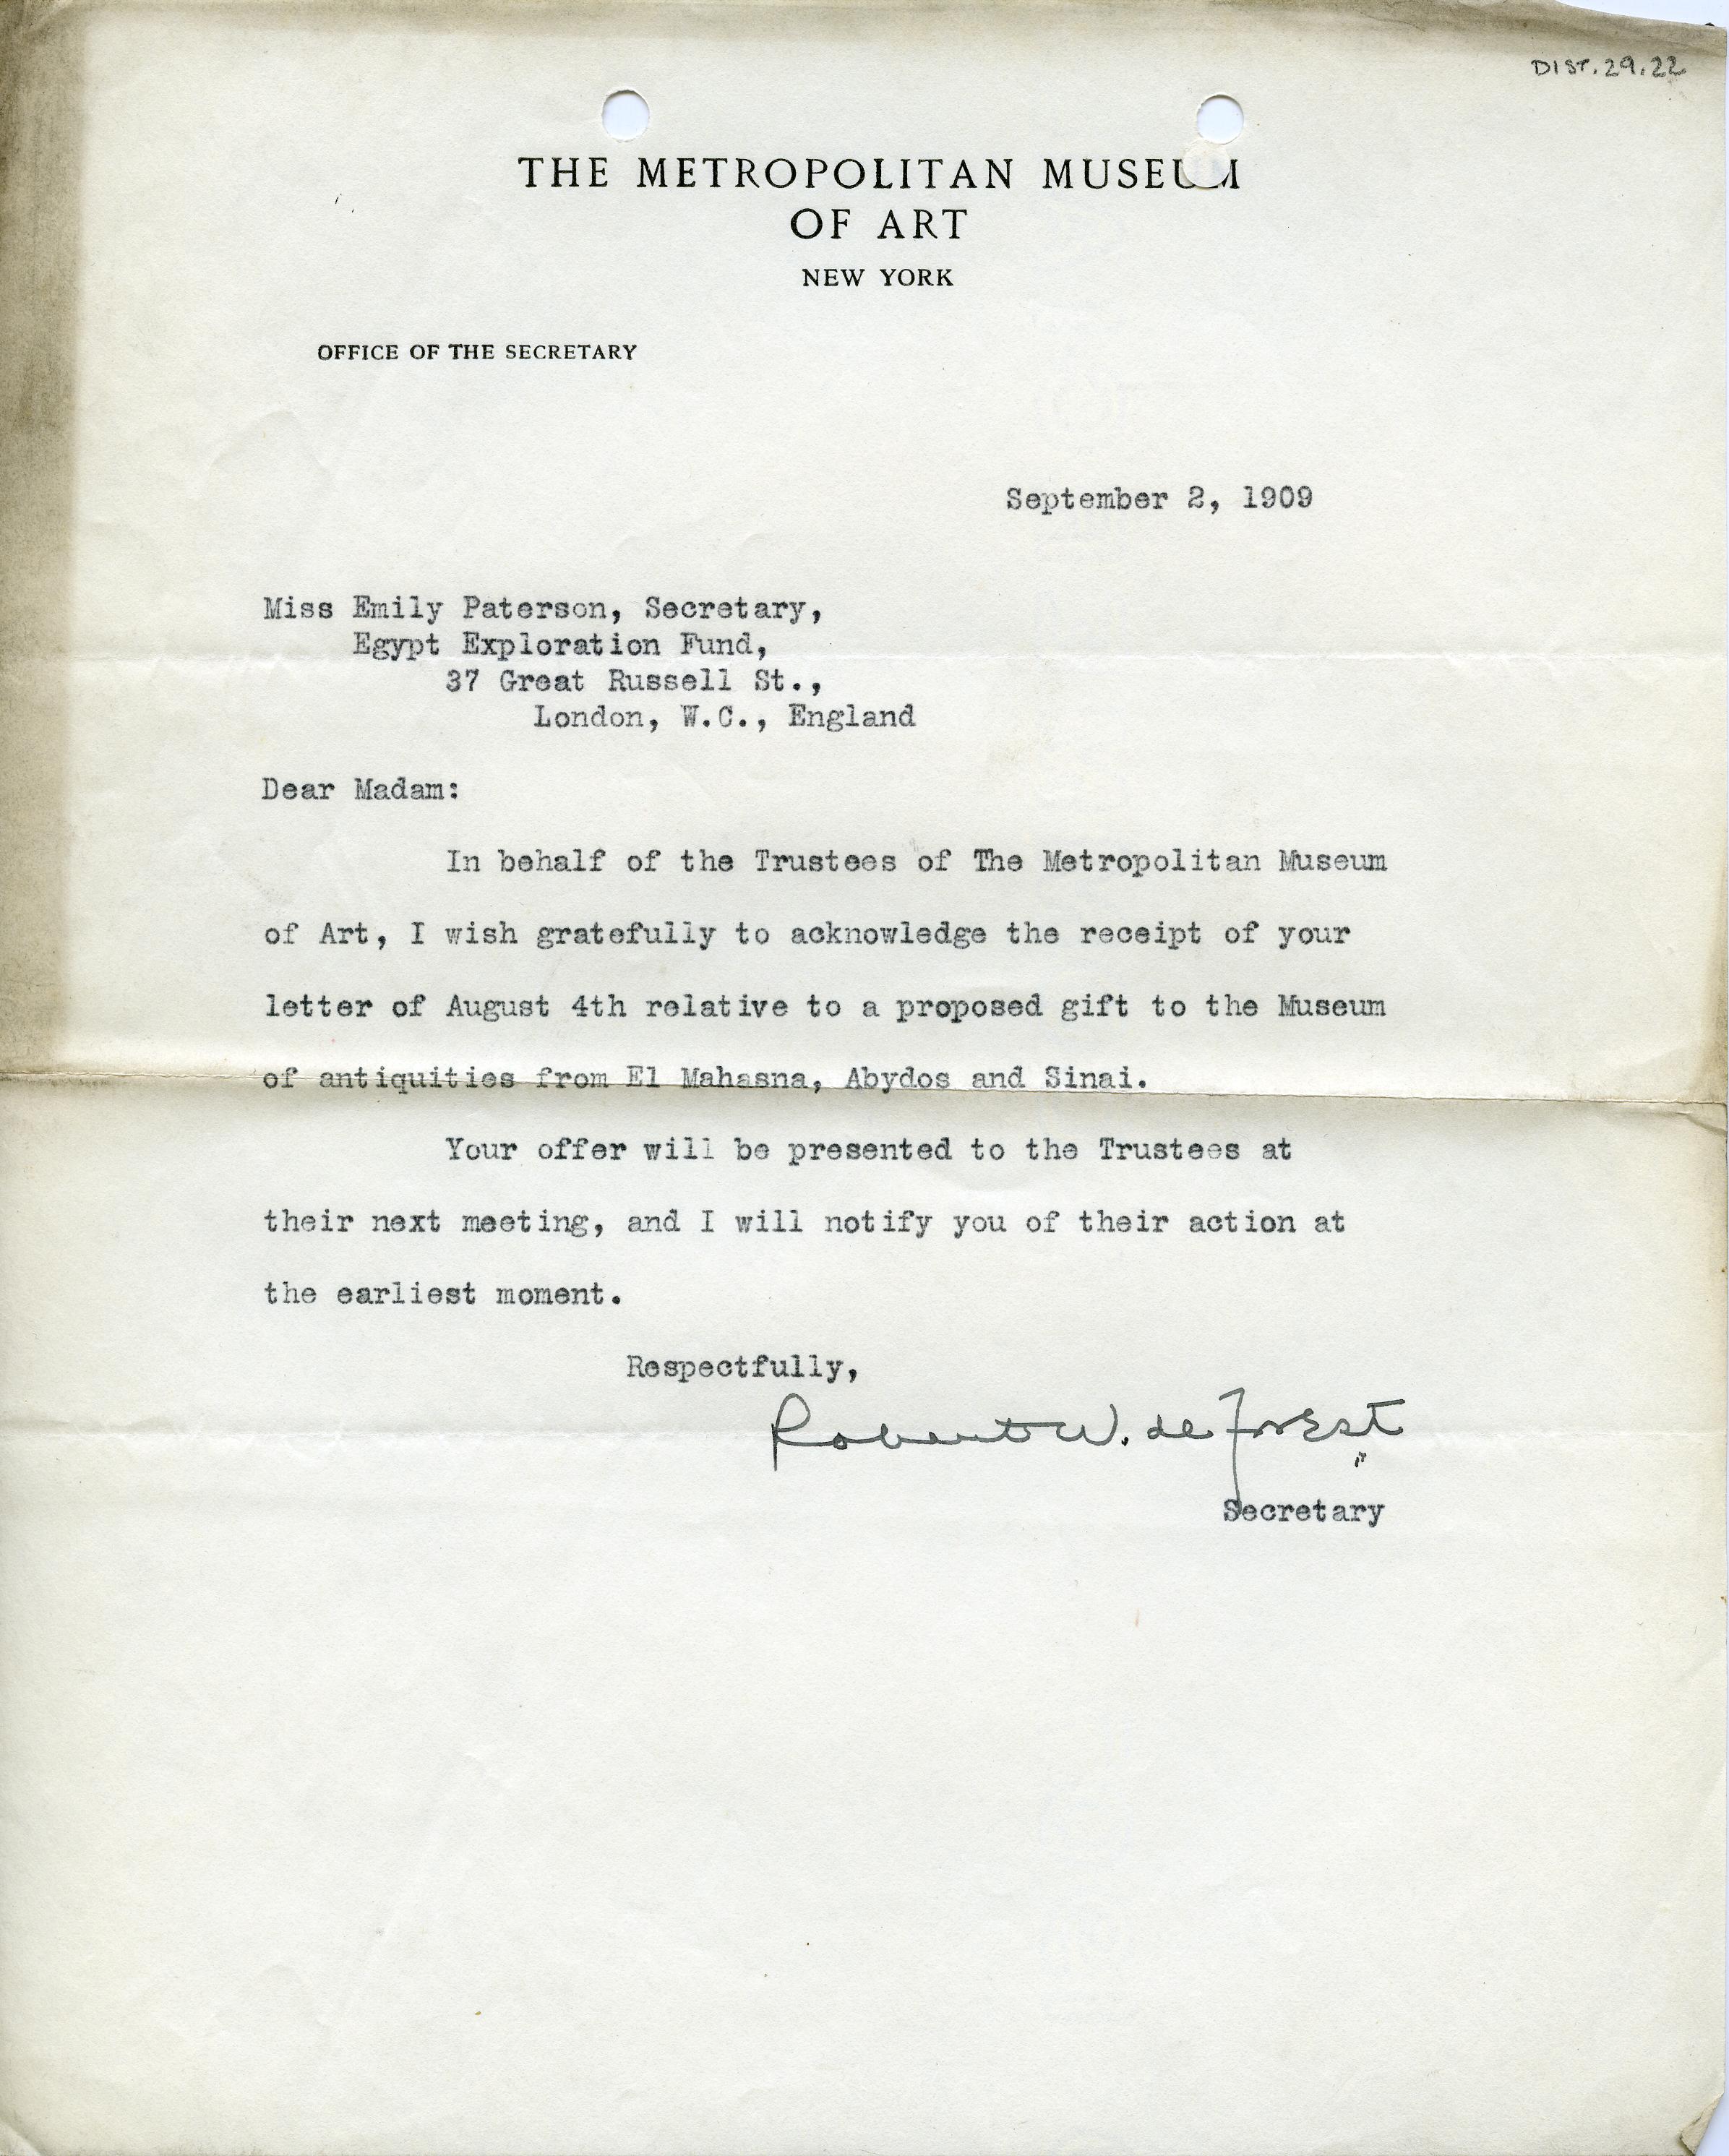 DIST.29.22
THE METROPOLITAN MUSEUM
OF ART
NEW YORK
OFFICE OF THE SECRETARY
September 2, 1909
Miss Emily Paterson, Secretary,
Egypt Exploration Fund,
37 Great Russell St.,
London, W.C., England
Dear Madam:
In behalf of the Trustees of The Metropolitan Museum
of Art, I wish gratefully to acknowledge the receipt of your
letter of August 4th relative to a proposed gift to the Museum
of antiquities from El Mahasna, Abydos and Sinai.
Your offer will be presented to the Trustees at
their next meeting, and I will notify you of their action at
the earliest moment.
Respectfully,
Robert W. de Forest
Secretary